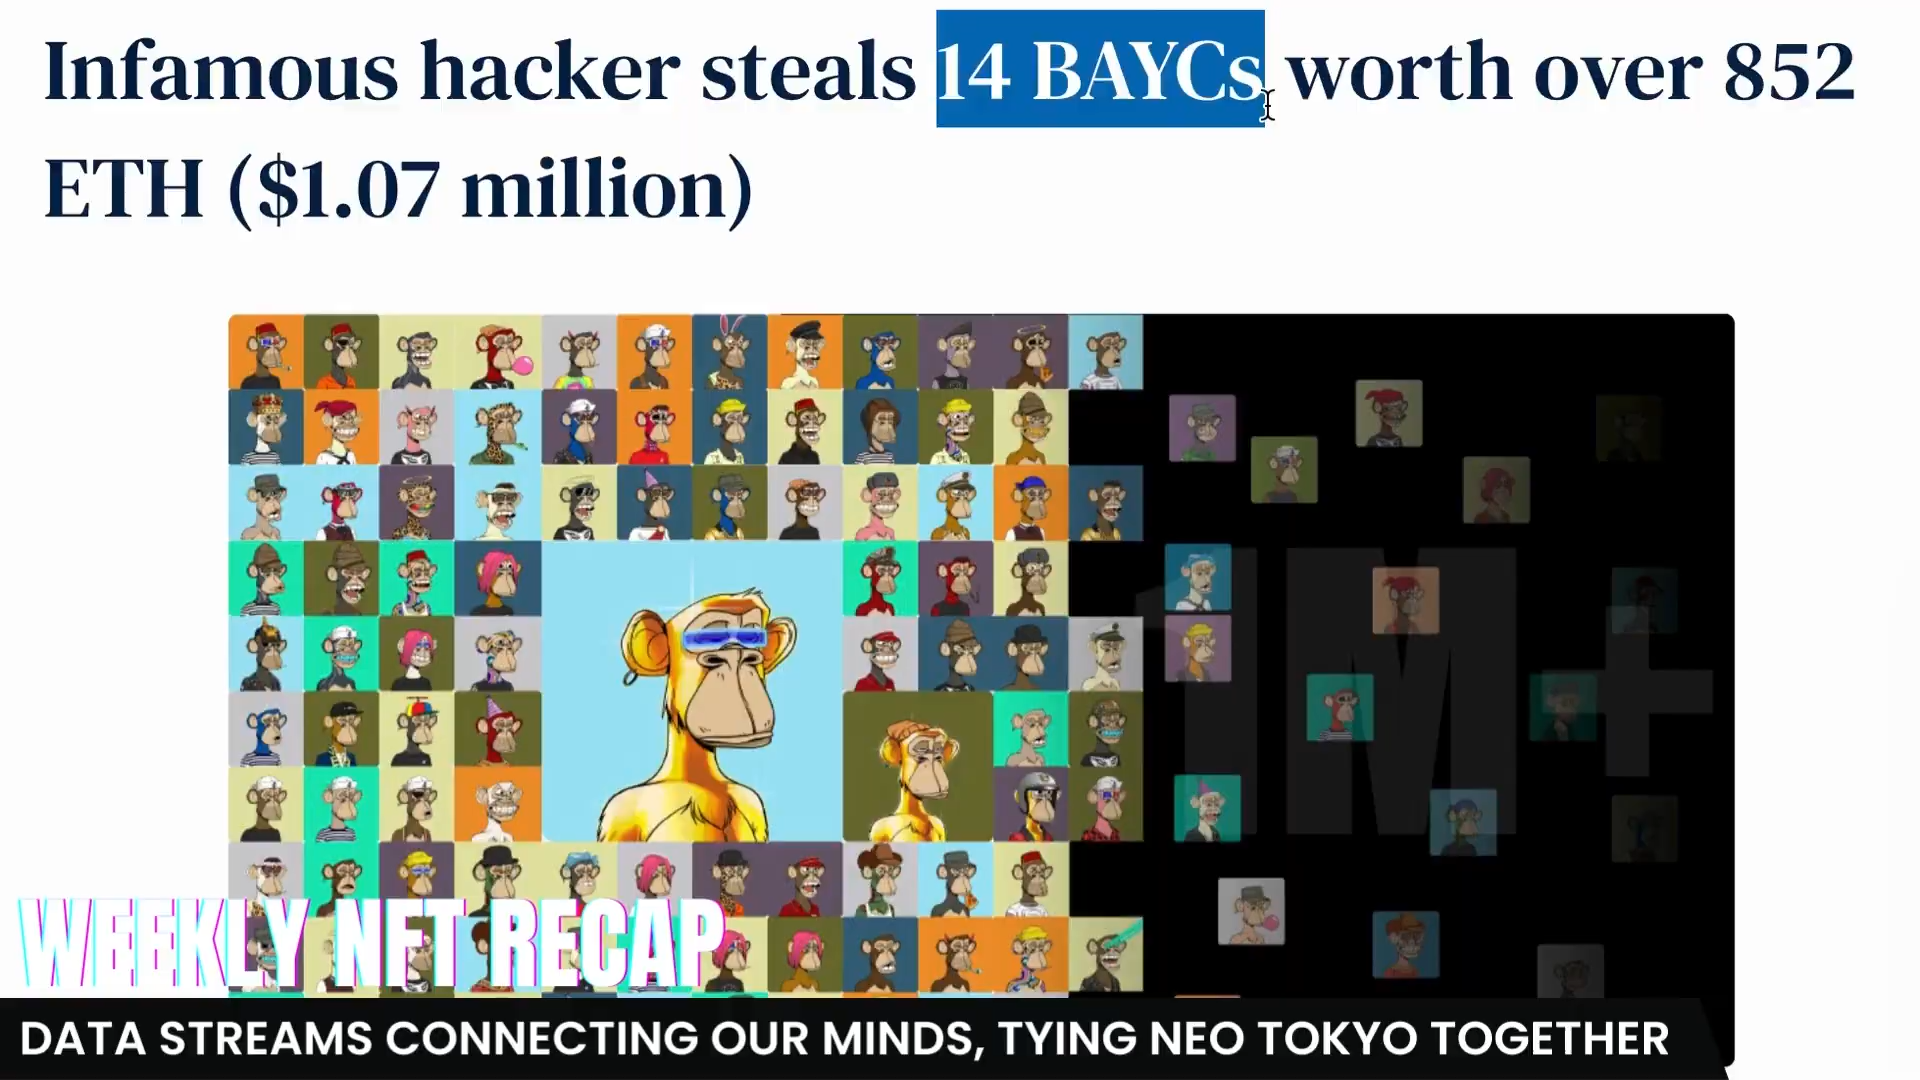 Infamous hacker steals 14 BAYCs worth over 852
ETH ($1.07 million)
1M+
WEEKLY NFT RECAP
DATA STREAMS CONNECTING OUR MINDS, TYING NEO TOKYO TOGETHER